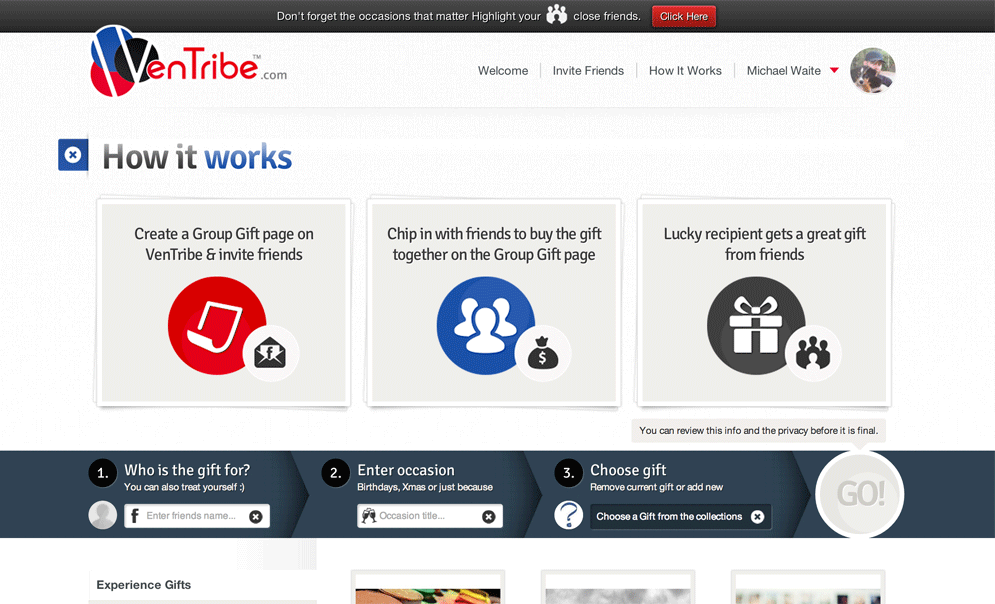 Don't forget the occasions that matter Highlight your close friends. Click Here
VenTribe™.com
Welcome Invite Friends How It Works Michael Waite
How it works
Create a Group Gift page on
VenTribe & invite friends
Chip in with friends to buy the gift
together on the Group Gift page
$
Lucky recipient gets a great gift
from friends
You can review this info and the privacy before it is final.
1. Who is the gift for?
You can also treat yourself :)
f Enter friends name...
2. Enter occasion
Birthdays, Xmas or just because
Occasion title...
3. Choose gift
Remove current gift or add new
? Choose a Gift from the collections
GO!
Experience Gifts